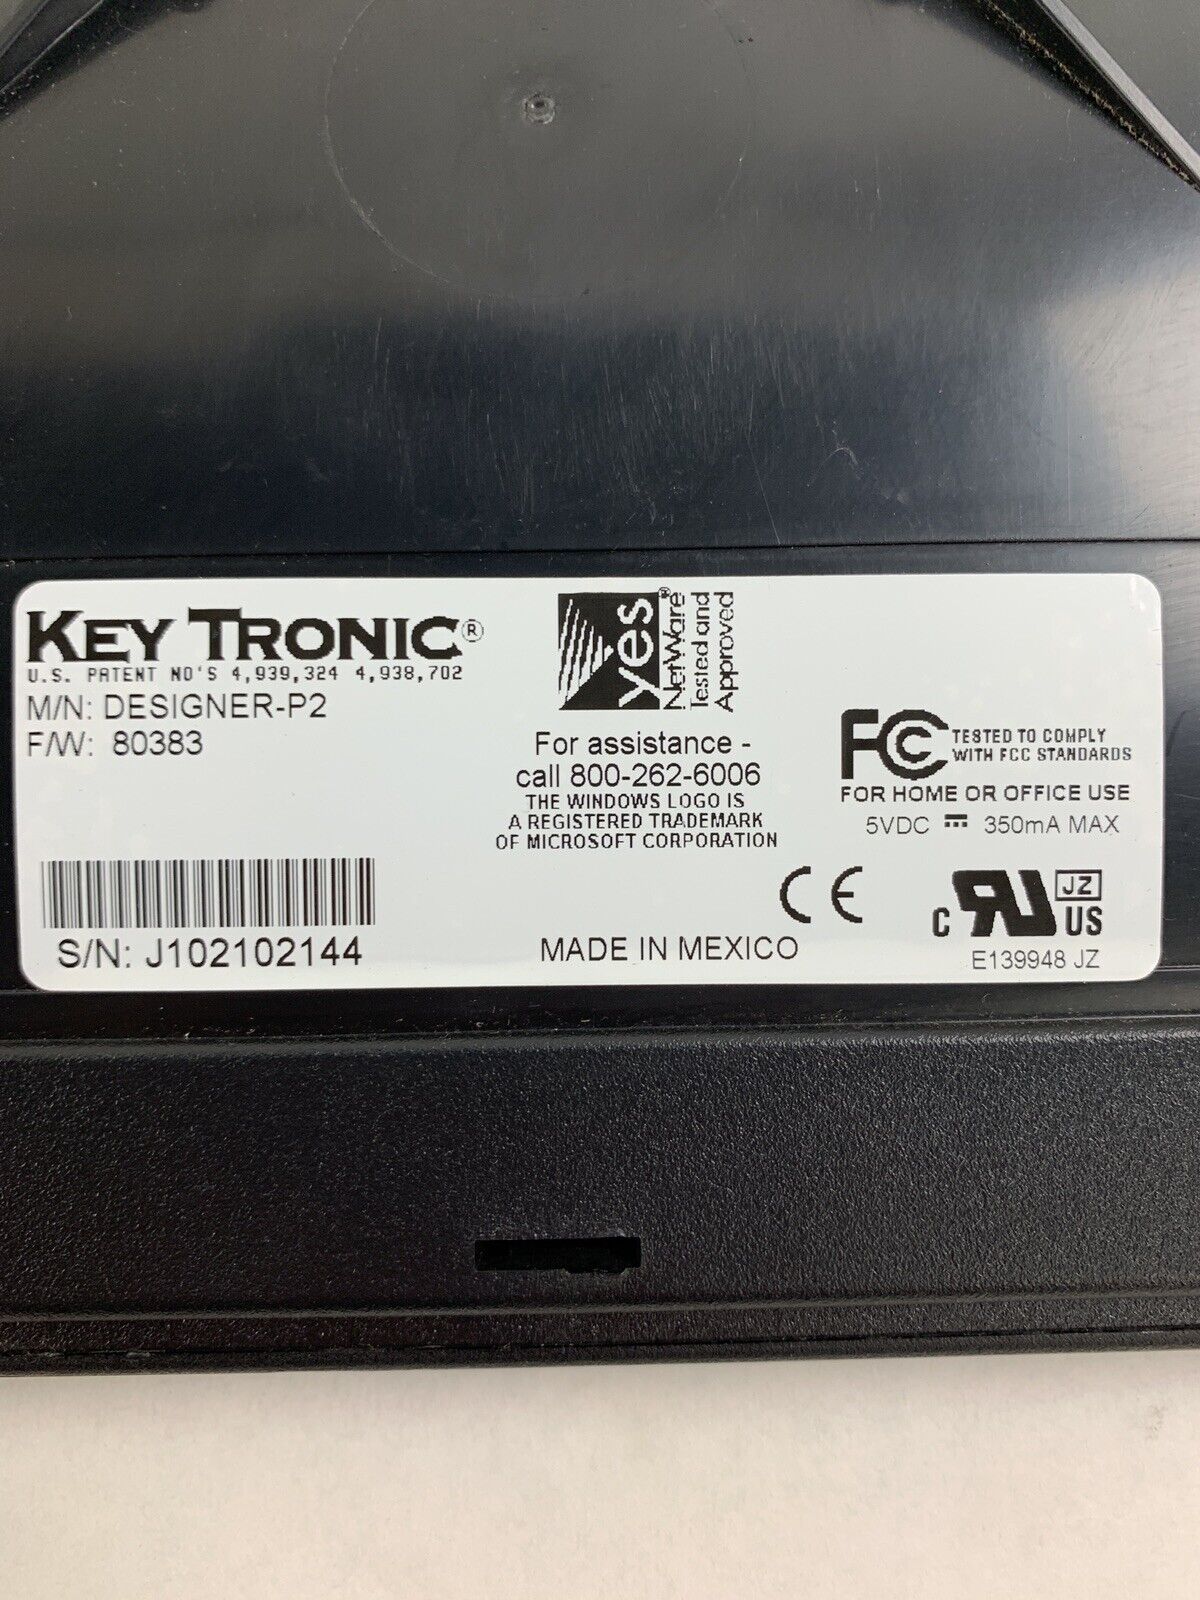 KEY TRONIC®
U.S. PATENT NO'S 4,939,324 4,938,702
M/N: DESIGNER-P2
F/W: 80383
S/N: J102102144
yes
NetWare®
Tested and
Approved
For assistance -
call 800-262-6006
THE WINDOWS LOGO IS
A REGISTERED TRADEMARK
OF MICROSOFT CORPORATION
MADE IN MEXICO
FC TESTED TO COMPLY
WITH FCC STANDARDS
FOR HOME OR OFFICE USE
5VDC ⎓ 350mA MAX
CE
C RU US
JZ
E139948 JZ